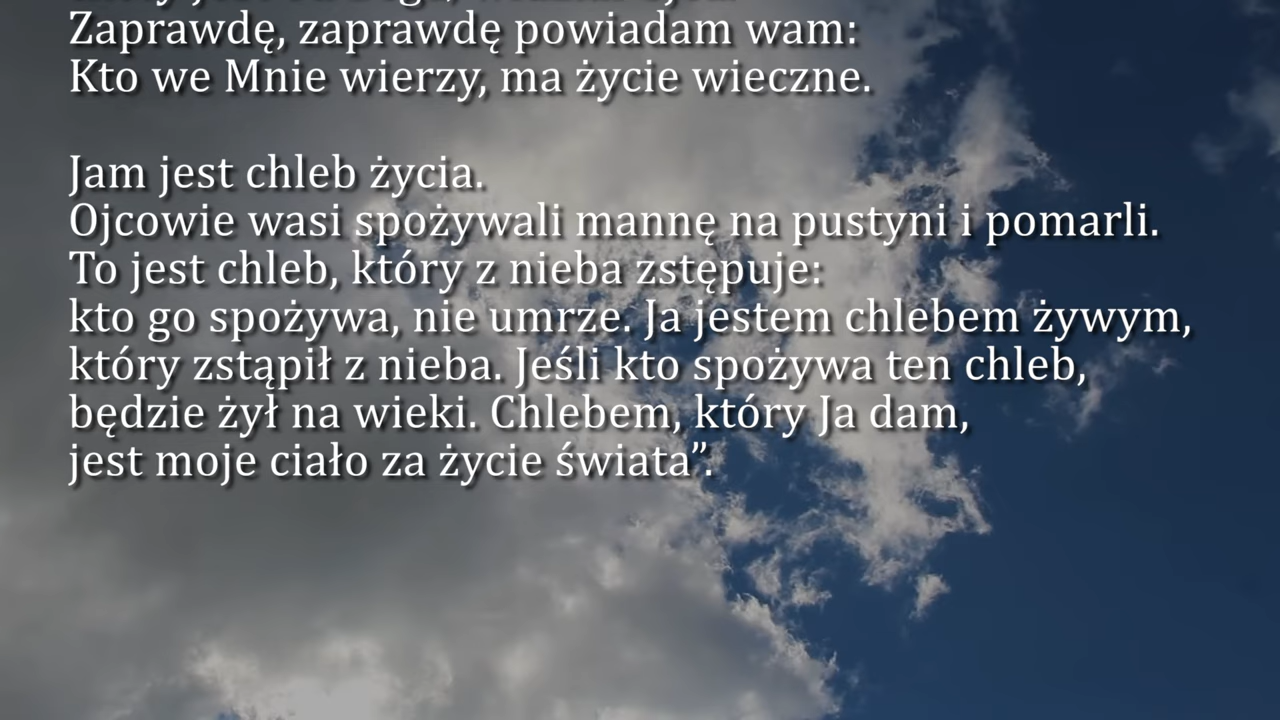 Zaprawdę, zaprawdę powiadam wam:
Kto we Mnie wierzy, ma życie wieczne.
Jam jest chleb życia.
Ojcowie wasi spożywali mannę na pustyni i pomarli.
To jest chleb, który z nieba zstępuje:
kto go spożywa, nie umrze. Ja jestem chlebem żywym,
który zstąpił z nieba. Jeśli kto spożywa ten chleb,
będzie żył na wieki. Chlebem, który Ja dam,
jest moje ciało za życie świata”.